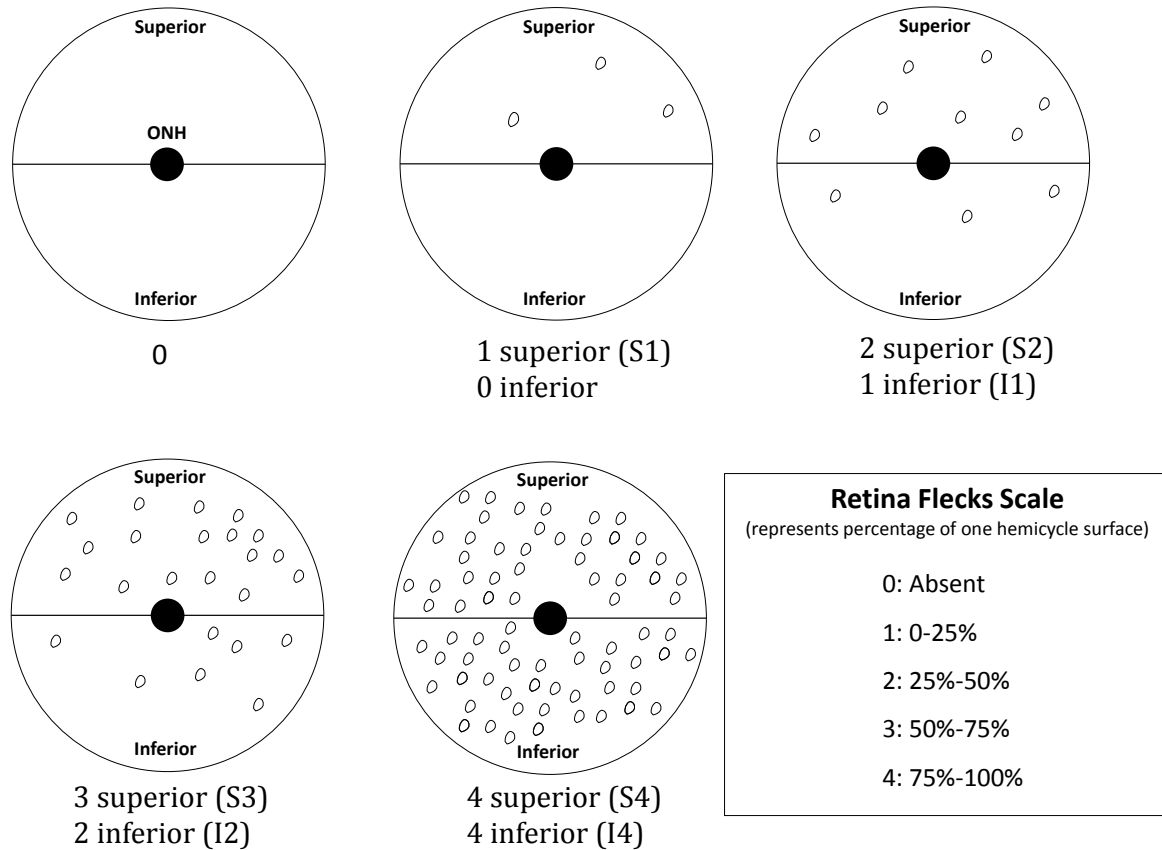 Superior
ONH
Inferior
0
Superior
Inferior
1 superior (S1)
0 inferior
Superior
Inferior
2 superior (S2)
1 inferior (I1)
Superior
Inferior
3 superior (S3)
2 inferior (I2)
Superior
Inferior
4 superior (S4)
4 inferior (I4)
Retina Flecks Scale
(represents percentage of one hemicycle surface)
0: Absent
1: 0-25%
2: 25%-50%
3: 50%-75%
4: 75%-100%